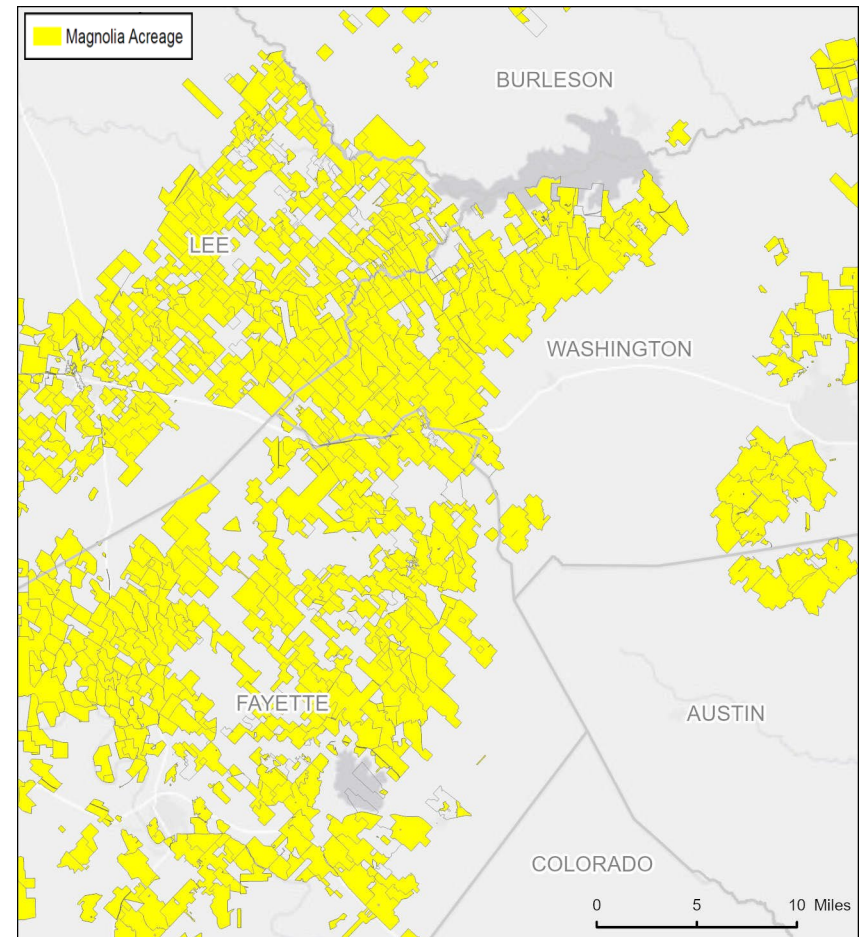 Magnolia Acreage
BURLESON
LEE
WASHINGTON
FAYETTE
AUSTIN
COLORADO
0 5 10 Miles